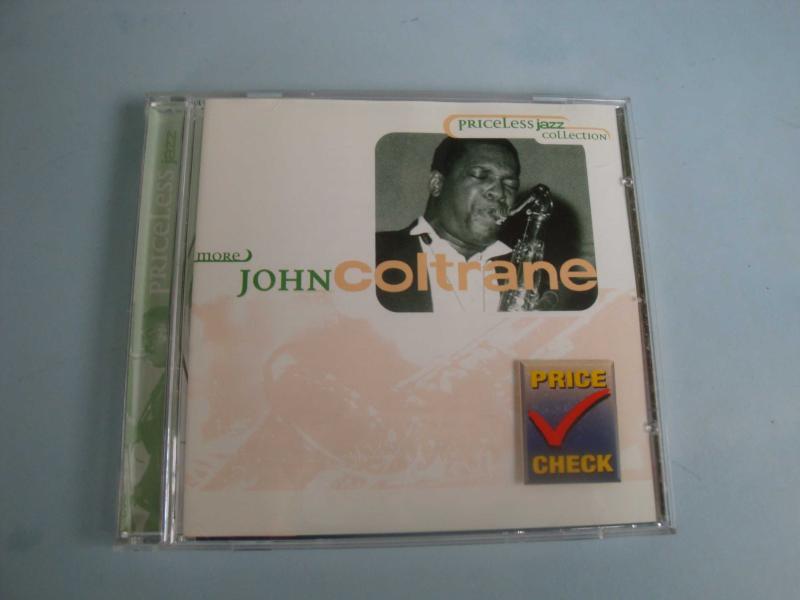 PRICELESS jazz
PRICELESS jazz
COLLECTION
MORE
JOHN coltrane
PRICE
CHECK